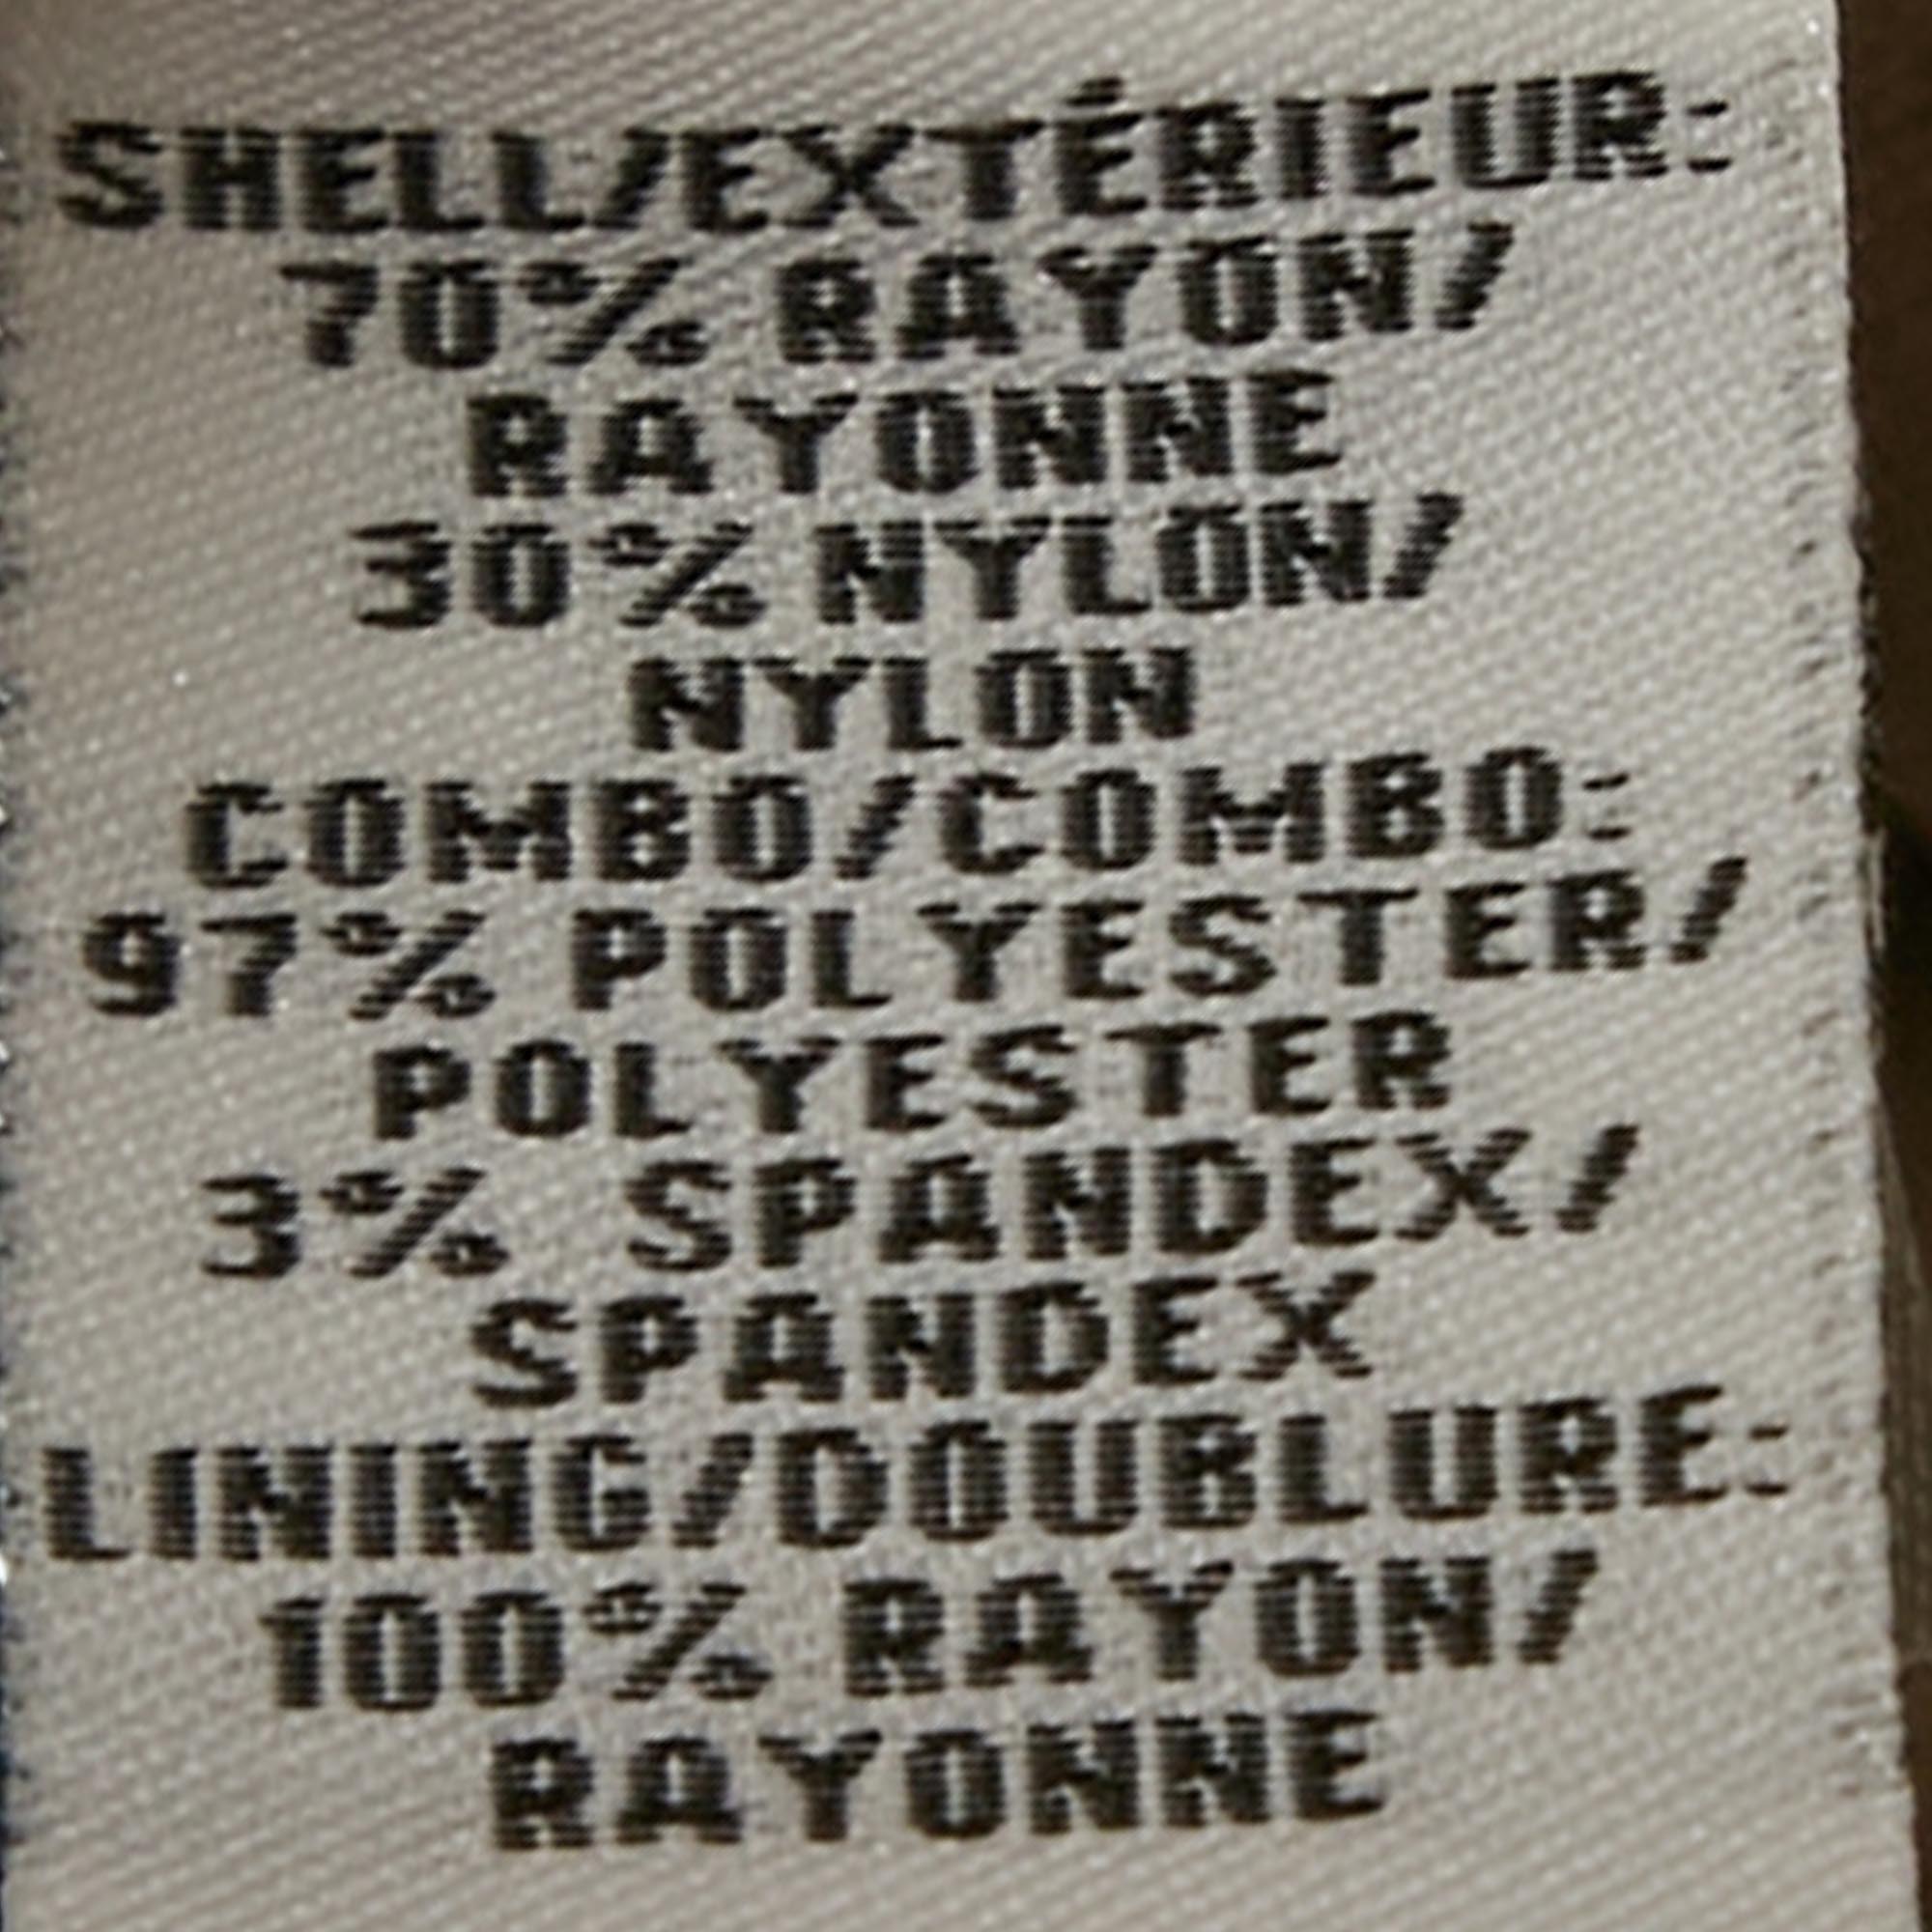 SHELL/EXTÉRIEUR:
70% RAYON/
RAYONNE
30% NYLON/
NYLON
COMBO/COMBO:
97% POLYESTER/
POLYESTER
3% SPANDEX/
SPANDEX
LINING/DOUBLURE:
100% RAYON/
RAYONNE